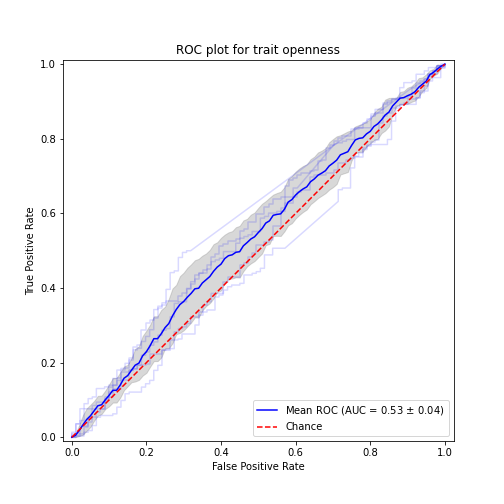 ROC plot for trait openness
1.0
0.8
0.6
0.4
0.2
0.0
True Positive Rate
Mean ROC (AUC = 0.53 ± 0.04)
Chance
0.0 0.2 0.4 0.6 0.8 1.0
False Positive Rate